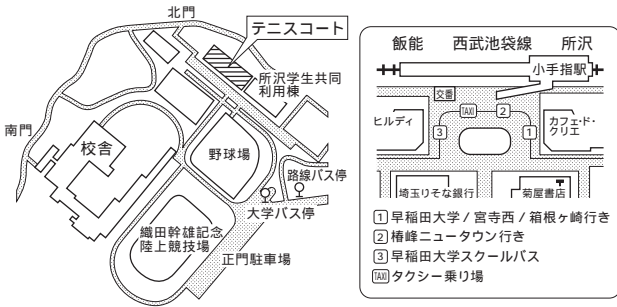 北門
テニスコート
所沢学生共同
利用棟
南門
校舎
野球場
路線バス停
大学バス停
織田幹雄記念
陸上競技場
正門駐車場
飯能 西武池袋線 所沢
小手指駅
交番
ヒルディ
TAXI
2
3
1
カフェ・ド・
クリエ
埼玉りそな銀行
菊屋書店
1 早稲田大学/宮寺西/箱根ヶ崎行き
2 椿峰ニュータウン行き
3 早稲田大学スクールバス
TAXI タクシー乗り場